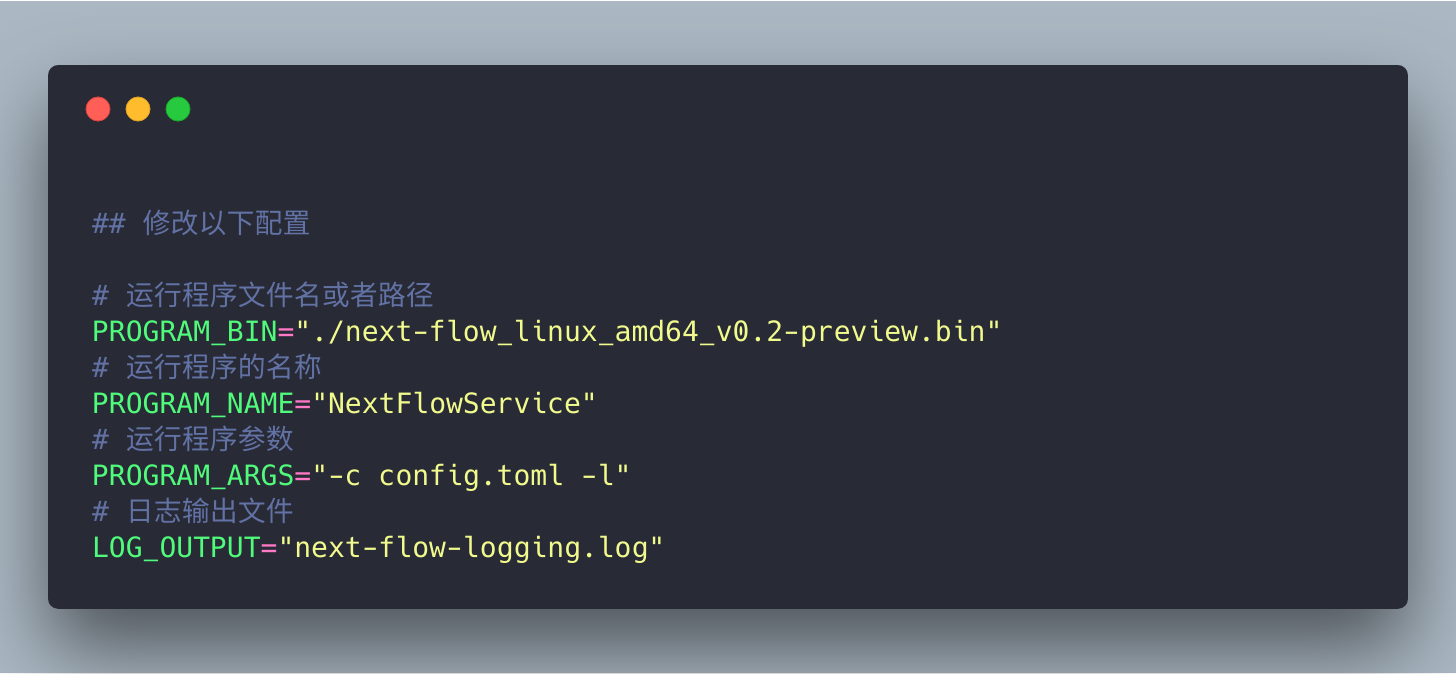 ## 修改以下配置
# 运行程序文件名或者路径
PROGRAM_BIN="./next-flow_linux_amd64_v0.2-preview.bin"
# 运行程序的名称
PROGRAM_NAME="NextFlowService"
# 运行程序参数
PROGRAM_ARGS="-c config.toml -l"
# 日志输出文件
LOG_OUTPUT="next-flow-logging.log"